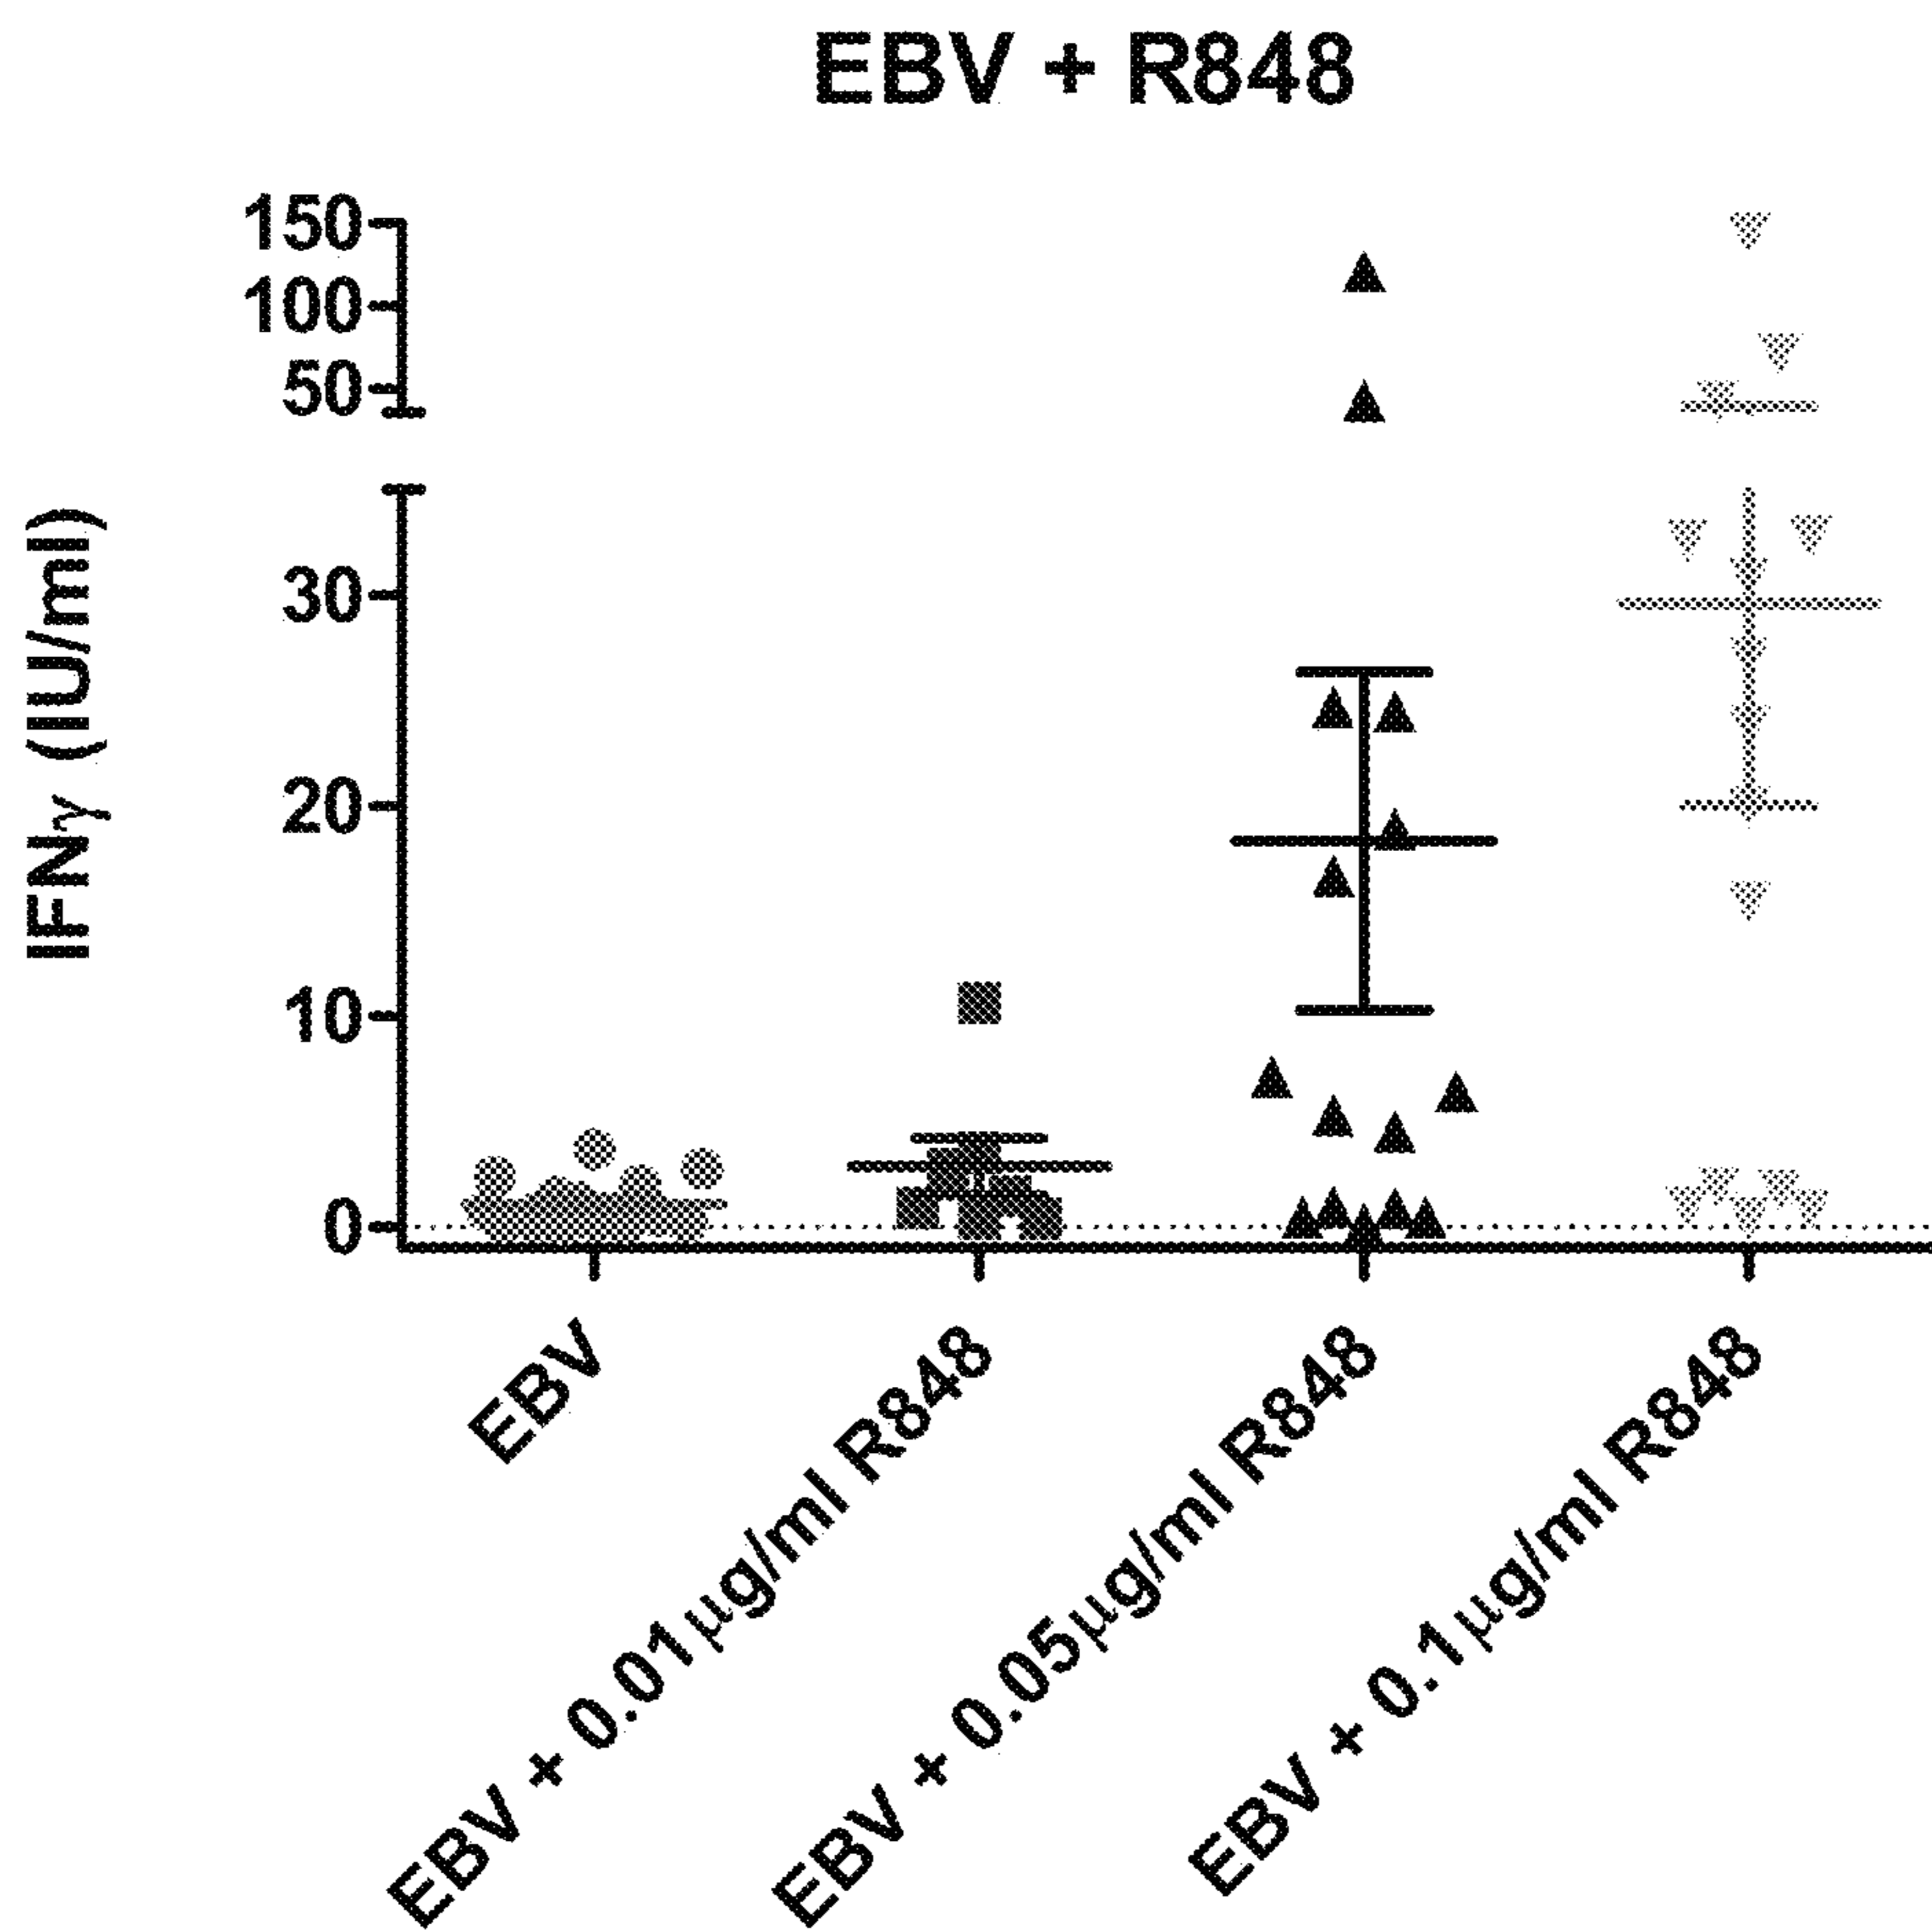 EBV + R848
150
100
50
30
20
10
0
IFNγ (IU/ml)
EBV
EBV + 0.01μg/ml R848
EBV + 0.05μg/ml R848
EBV + 0.1μg/ml R848